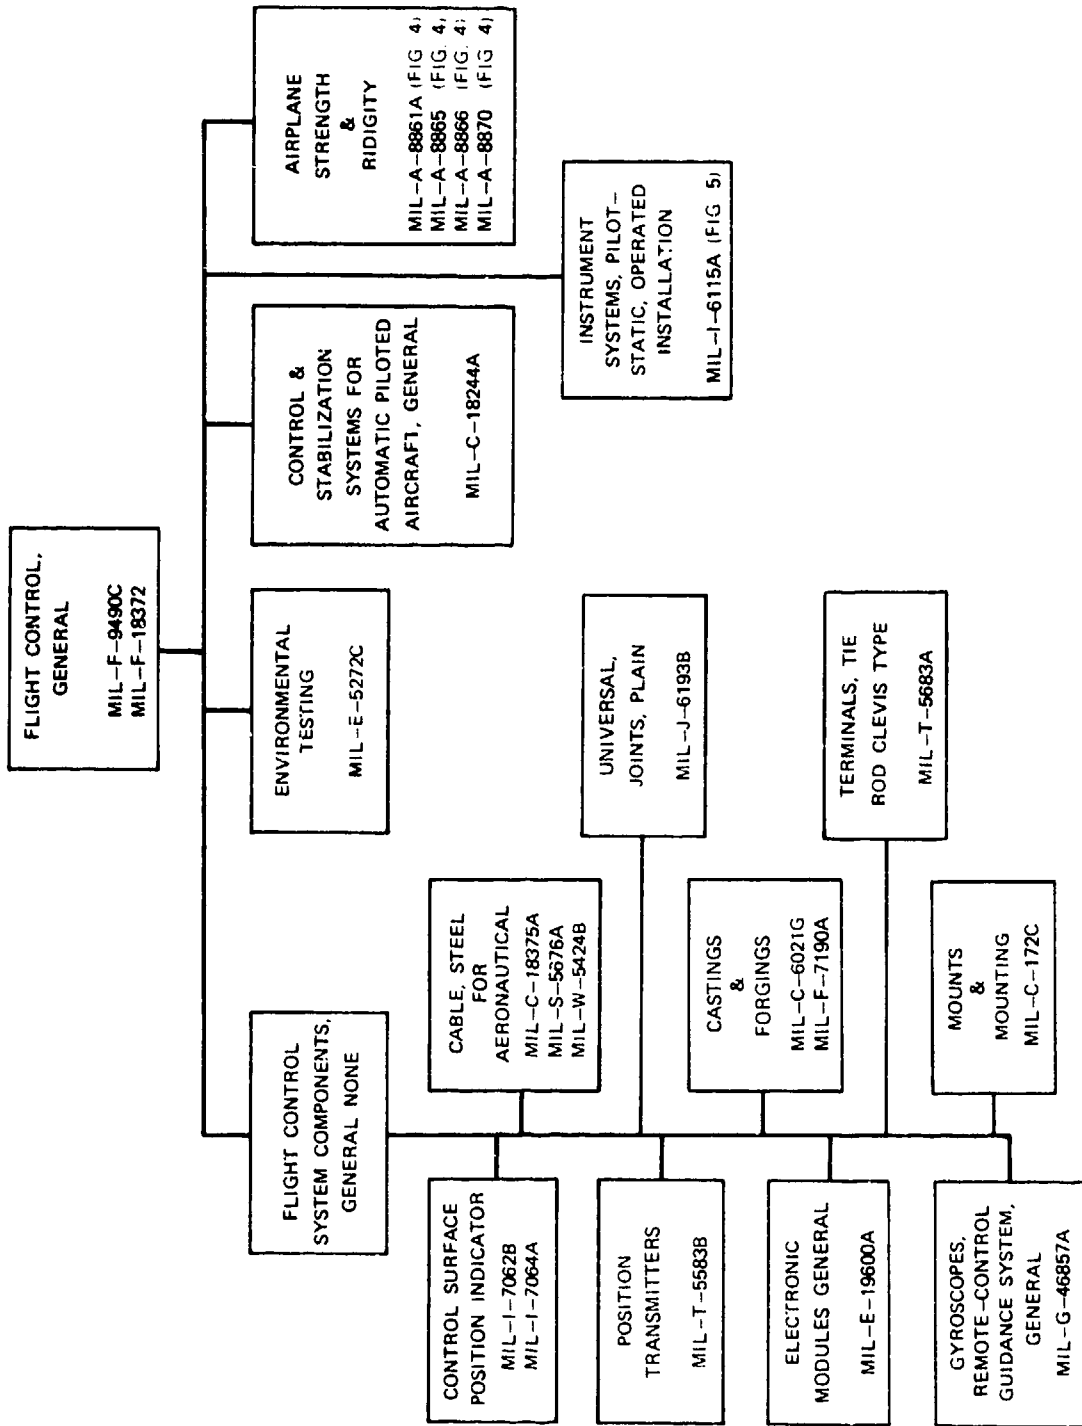 FLIGHT CONTROL,
GENERAL
MIL-F-9490C
MIL-F-18372
FLIGHT CONTROL
SYSTEM COMPONENTS,
GENERAL NONE
ENVIRONMENTAL
TESTING
MIL-E-5272C
CONTROL &
STABILIZATION
SYSTEMS FOR
AUTOMATIC PILOTED
AIRCRAFT, GENERAL
MIL-C-18244A
AIRPLANE
STRENGTH
&
RIDIGITY
MIL-A-8861A (FIG 4)
MIL-A-8865 (FIG. 4)
MIL-A-8866 (FIG. 4)
MIL-A-8870 (FIG 4)
INSTRUMENT
SYSTEMS, PILOT-
STATIC, OPERATED
INSTALLATION
MIL-I-6115A (FIG 5)
CONTROL SURFACE
POSITION INDICATOR
MIL-I-7062B
MIL-I-7064A
CABLE, STEEL
FOR
AERONAUTICAL
MIL-C-18375A
MIL-S-5676A
MIL-W-5424B
UNIVERSAL,
JOINTS, PLAIN
MIL-J-6193B
POSITION
TRANSMITTERS
MIL-T-5583B
CASTINGS
&
FORGINGS
MIL-C-6021G
MIL-F-7190A
TERMINALS, TIE
ROD CLEVIS TYPE
MIL-T-5683A
ELECTRONIC
MODULES GENERAL
MIL-E-19600A
MOUNTS
&
MOUNTING
MIL-C-172C
GYROSCOPES,
REMOTE-CONTROL
GUIDANCE SYSTEM,
GENERAL
MIL-G-46857A